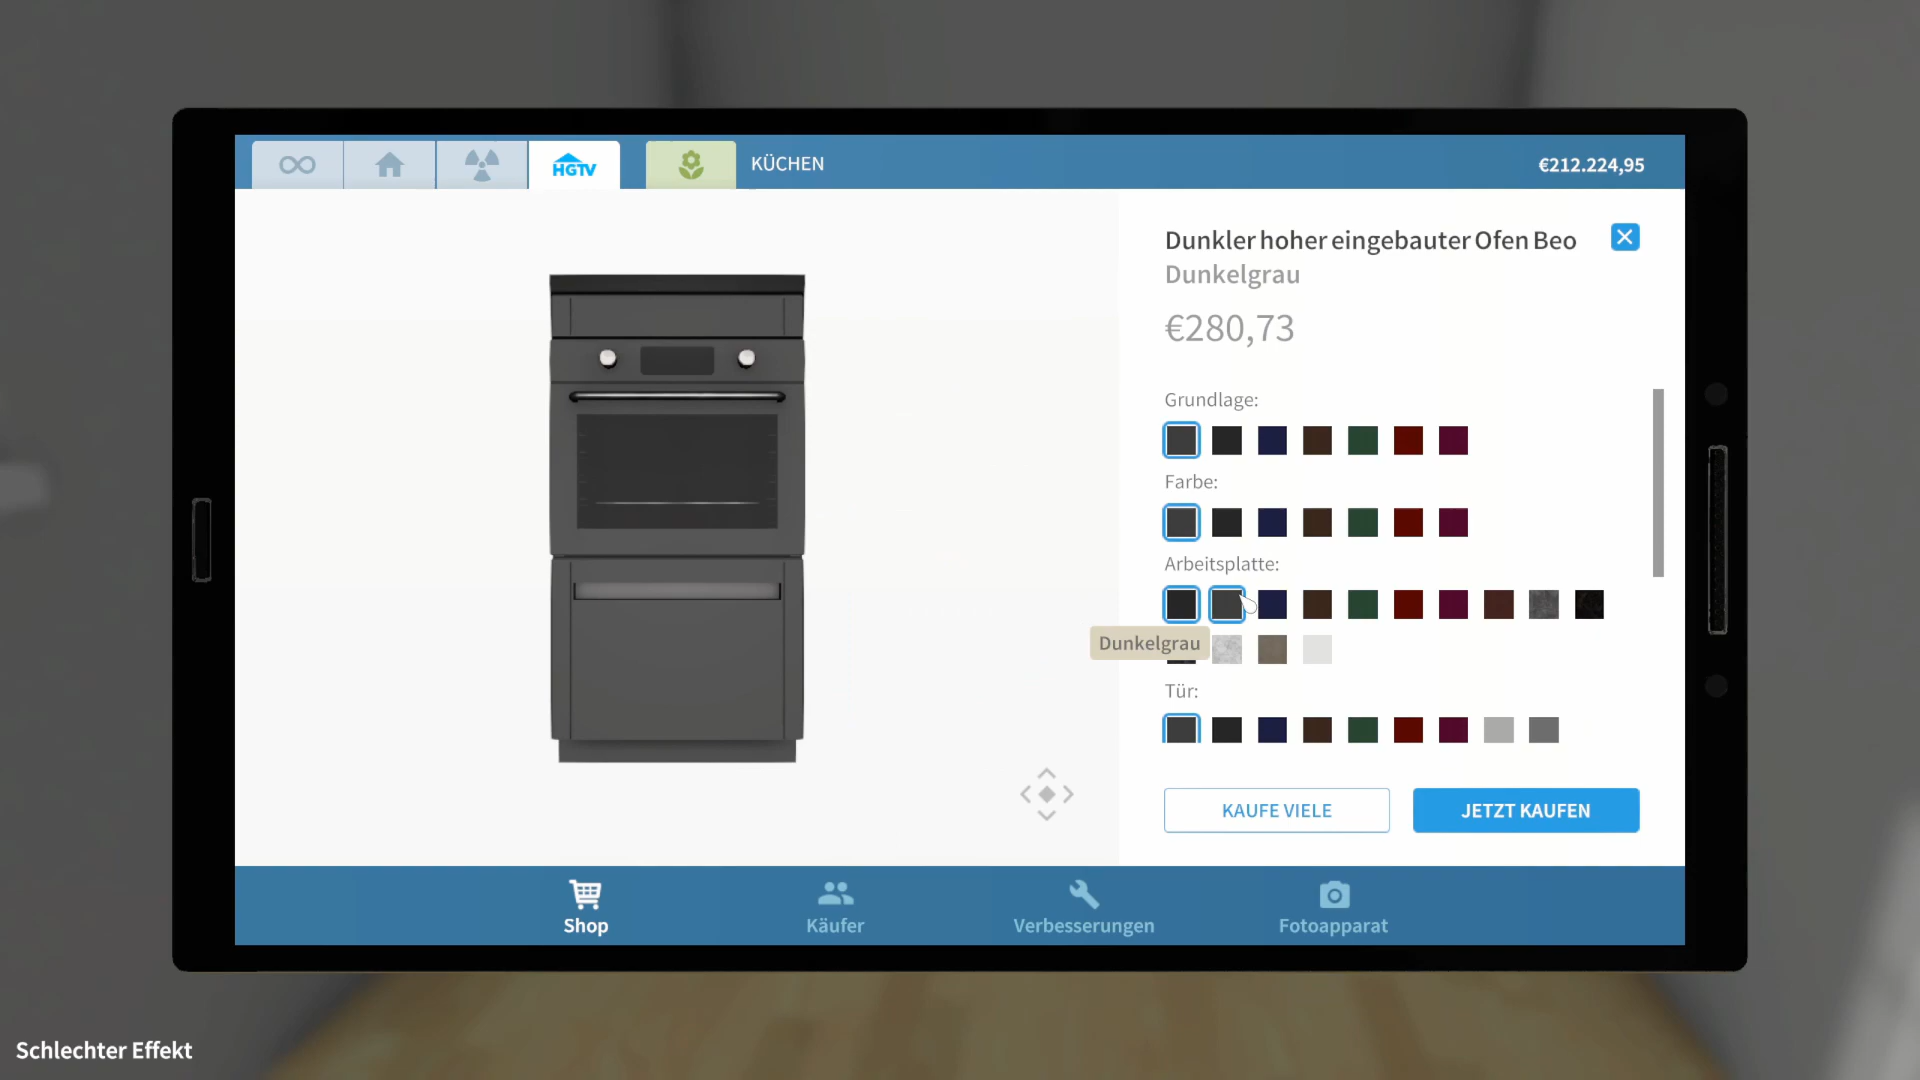 HGTV
KÜCHEN
€212.224,95
Dunkler hoher eingebauter Ofen Beo
Dunkelgrau
€280,73
Grundlage:
Farbe:
Arbeitsplatte:
Dunkelgrau
Tür:
KAUFE VIELE
JETZT KAUFEN
Shop
Käufer
Verbesserungen
Fotoapparat
Schlechter Effekt